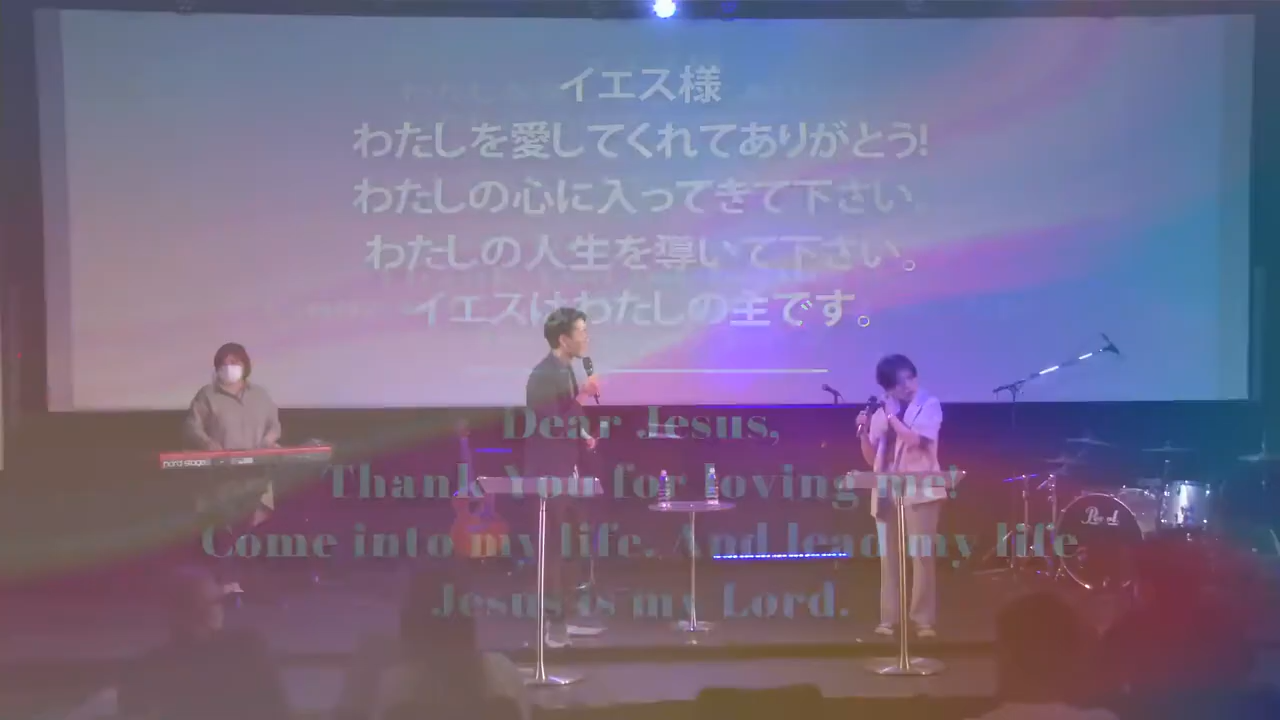 イエス様
わたしを愛してくれてありがとう!
わたしの心に入ってきて下さい。
わたしの人生を導いて下さい。
イエスはわたしの主です。
Dear Jesus,
Thank You for loving me!
Come into my life. And lead my life
Jesus is my Lord.
nord stage
Pearl